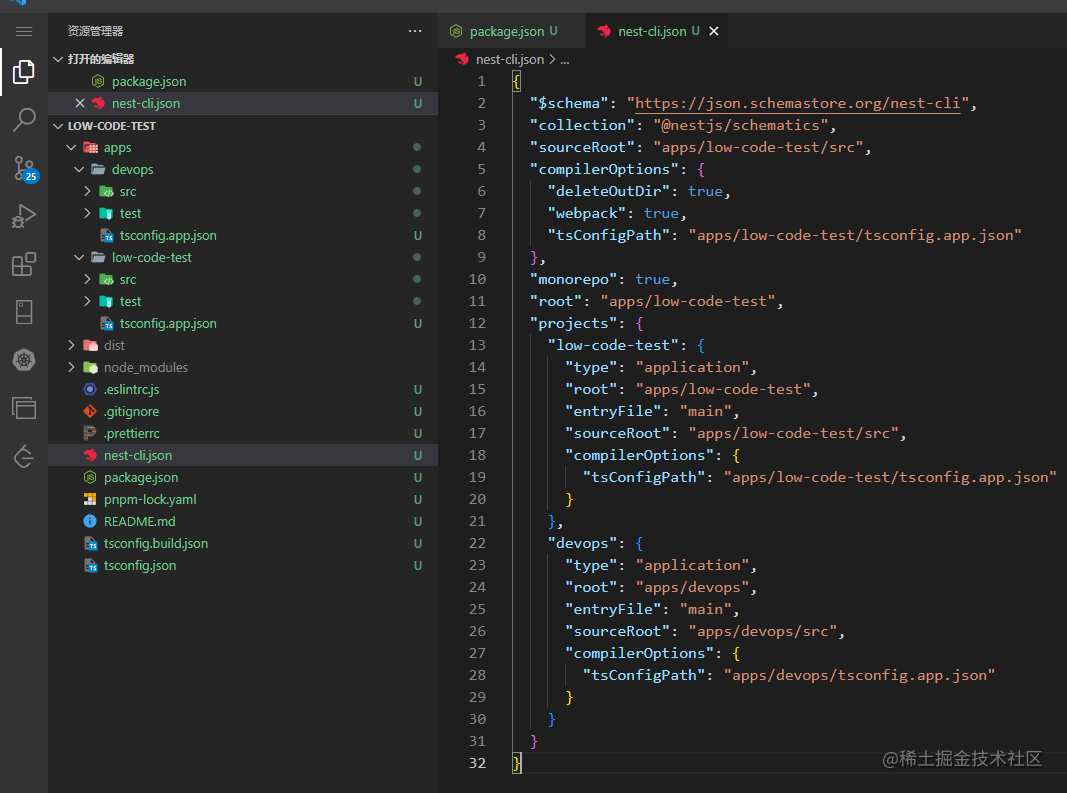 资源管理器
打开的编辑器
package.json U
nest-cli.json U
LOW-CODE-TEST
apps
devops
src
test
tsconfig.app.json U
low-code-test
src
test
tsconfig.app.json U
dist
node_modules
.eslintrc.js U
.gitignore U
.prettierrc U
nest-cli.json U
package.json U
pnpm-lock.yaml U
README.md U
tsconfig.build.json U
tsconfig.json U
25
package.json U
nest-cli.json U
nest-cli.json > ...
1 {
2 "$schema": "https://json.schemastore.org/nest-cli",
3 "collection": "@nestjs/schematics",
4 "sourceRoot": "apps/low-code-test/src",
5 "compilerOptions": {
6 "deleteOutDir": true,
7 "webpack": true,
8 "tsConfigPath": "apps/low-code-test/tsconfig.app.json"
9 },
10 "monorepo": true,
11 "root": "apps/low-code-test",
12 "projects": {
13 "low-code-test": {
14 "type": "application",
15 "root": "apps/low-code-test",
16 "entryFile": "main",
17 "sourceRoot": "apps/low-code-test/src",
18 "compilerOptions": {
19 "tsConfigPath": "apps/low-code-test/tsconfig.app.json"
20 }
21 },
22 "devops": {
23 "type": "application",
24 "root": "apps/devops",
25 "entryFile": "main",
26 "sourceRoot": "apps/devops/src",
27 "compilerOptions": {
28 "tsConfigPath": "apps/devops/tsconfig.app.json"
29 }
30 }
31 }
32 }
@稀土掘金技术社区